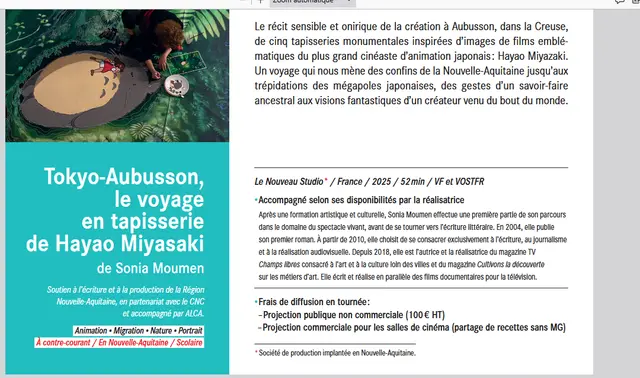 Zoom automatique
Le récit sensible et onirique de la création à Aubusson, dans la Creuse,
de cinq tapisseries monumentales inspirées d'images de films emblé-
matiques du plus grand cinéaste d'animation japonais : Hayao Miyazaki.
Un voyage qui nous mène des confins de la Nouvelle-Aquitaine jusqu'aux
trépidations des mégapoles japonaises, des gestes d'un savoir-faire
ancestral aux visions fantastiques d'un créateur venu du bout du monde.
Tokyo-Aubusson,
le voyage
en tapisserie
de Hayao Miyasaki
de Sonia Moumen
Soutien à l'écriture et à la production de la Région
Nouvelle-Aquitaine, en partenariat avec le CNC
et accompagné par ALCA.
Animation • Migration • Nature • Portrait
À contre-courant / En Nouvelle-Aquitaine / Scolaire
Le Nouveau Studio* / France / 2025 / 52 min / VF et VOSTFR
• Accompagné selon ses disponibilités par la réalisatrice
Après une formation artistique et culturelle, Sonia Moumen effectue une première partie de son parcours
dans le domaine du spectacle vivant, avant de se tourner vers l'écriture littéraire. En 2004, elle publie
son premier roman. À partir de 2010, elle choisit de se consacrer exclusivement à l'écriture, au journalisme
et à la réalisation audiovisuelle. Depuis 2018, elle est l'autrice et la réalisatrice du magazine TV
Champs libres consacré à l'art et à la culture loin des villes et du magazine Cultivons la découverte
sur les métiers d'art. Elle écrit et réalise en parallèle des films documentaires pour la télévision.
• Frais de diffusion en tournée :
– Projection publique non commerciale (100 € HT)
– Projection commerciale pour les salles de cinéma (partage de recettes sans MG)
* Société de production implantée en Nouvelle-Aquitaine.